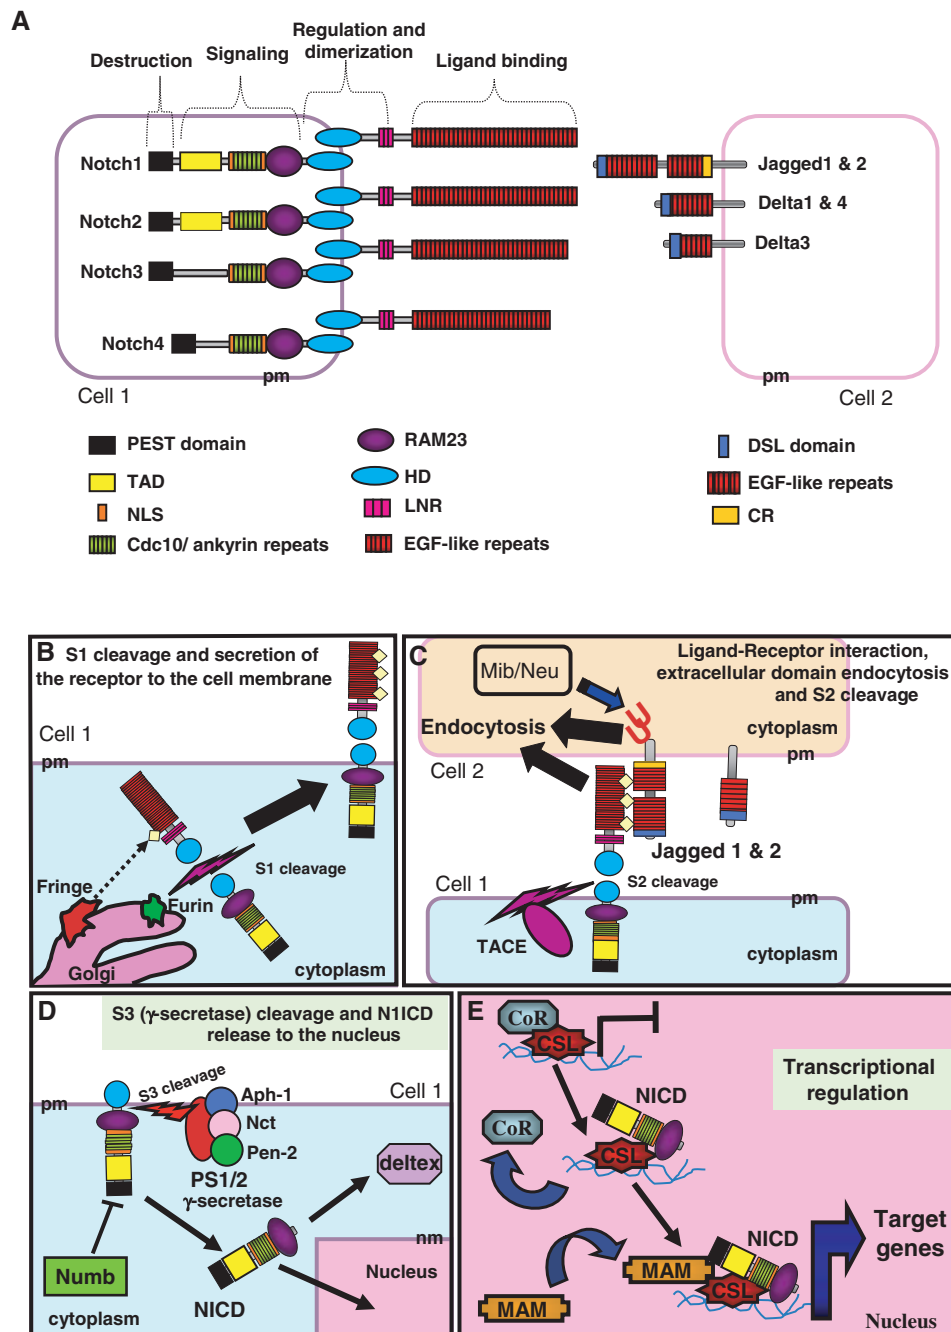 A
Destruction
Signaling
Regulation and
dimerization
Ligand binding
Notch1
Notch2
Notch3
Notch4
pm
Cell 1
Jagged1 & 2
Delta1 & 4
Delta3
pm
Cell 2
PEST domain
TAD
NLS
Cdc10/ ankyrin repeats
RAM23
HD
LNR
EGF-like repeats
DSL domain
EGF-like repeats
CR
B
S1 cleavage and secretion of
the receptor to the cell membrane
Cell 1
pm
S1 cleavage
Fringe
Furin
Golgi
cytoplasm
C
Ligand-Receptor interaction,
extracellular domain endocytosis
and S2 cleavage
Mib/Neu
Endocytosis
cytoplasm
pm
Cell 2
Jagged 1 & 2
Cell 1
S2 cleavage
pm
TACE
cytoplasm
D
S3 (γ-secretase) cleavage and N1ICD
release to the nucleus
S3 cleavage
Cell 1
pm
Aph-1
Nct
Pen-2
PS1/2
γ-secretase
deltex
nm
Nucleus
Numb
NICD
cytoplasm
E
CoR
CSL
Transcriptional
regulation
NICD
CoR
CSL
NICD
Target
genes
MAM
CSL
MAM
Nucleus